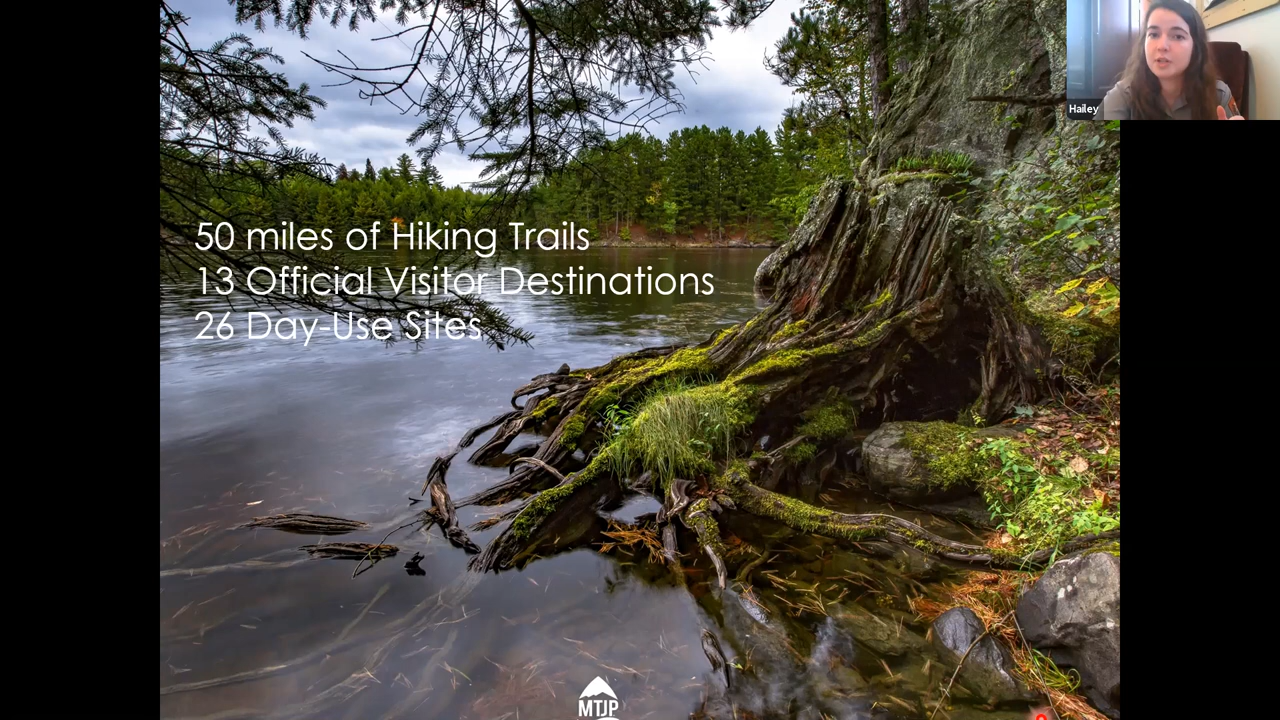 Hailey
50 miles of Hiking Trails
13 Official Visitor Destinations
26 Day-Use Sites
MTJP